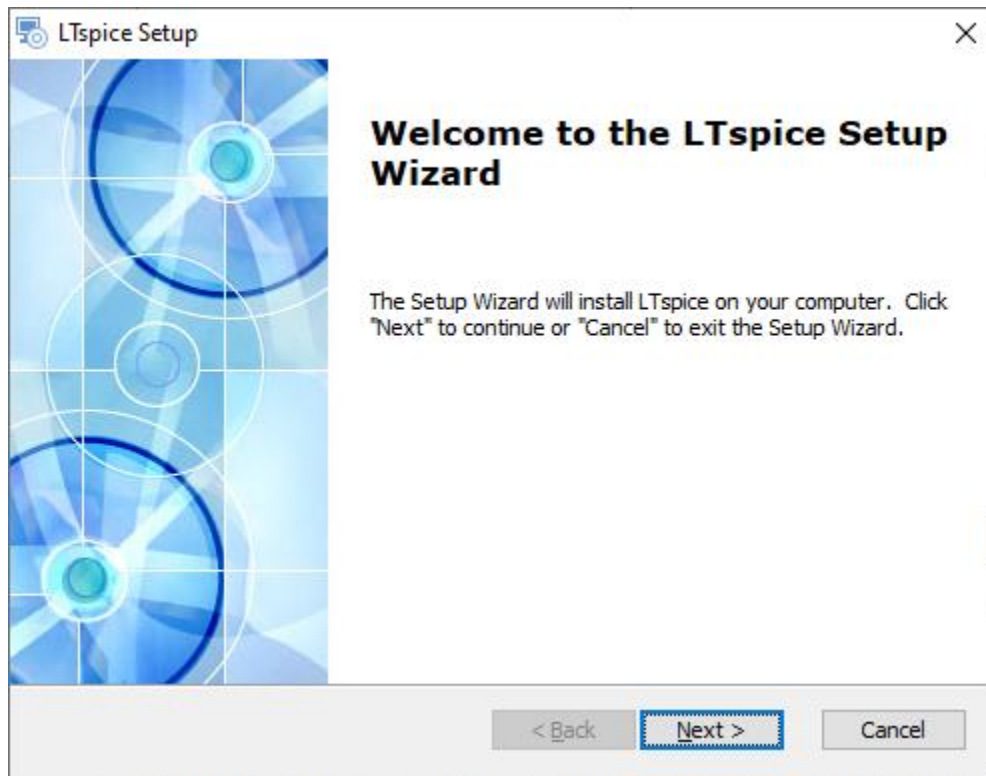 LTspice Setup
Welcome to the LTspice Setup
Wizard
The Setup Wizard will install LTspice on your computer.  Click
"Next" to continue or "Cancel" to exit the Setup Wizard.
< Back
Next >
Cancel